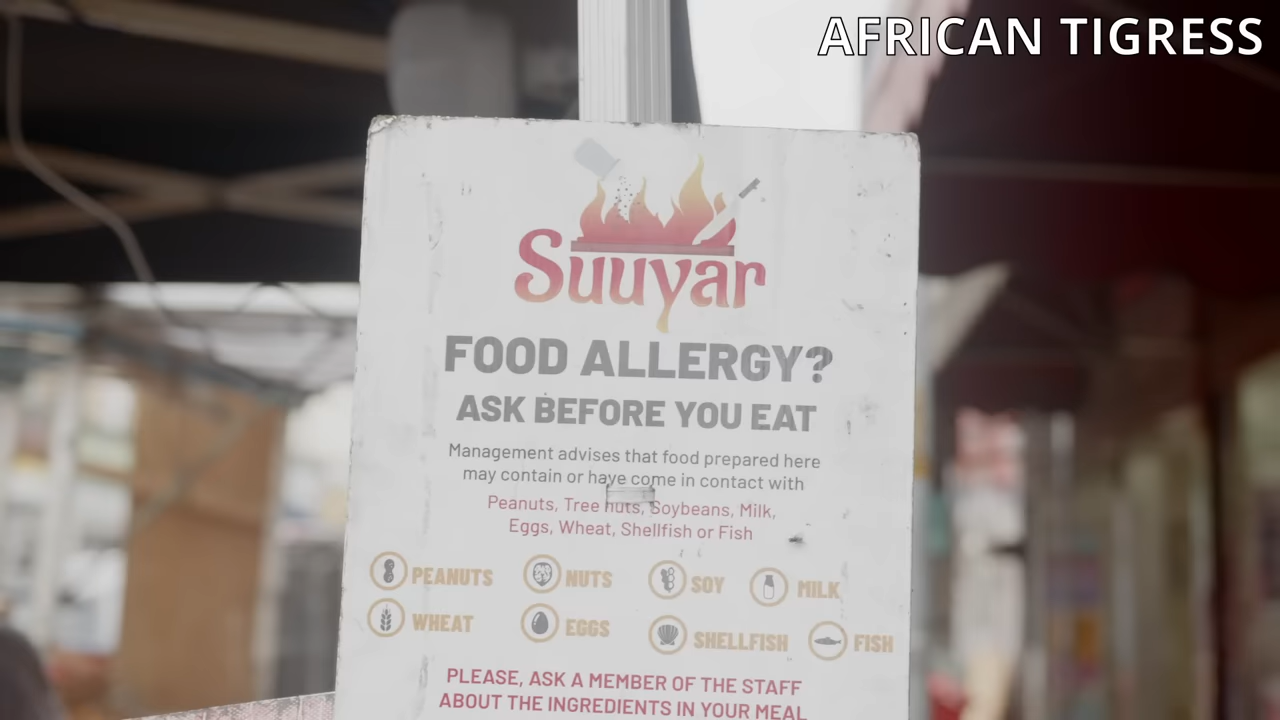 AFRICAN TIGRESS
Suuyar
FOOD ALLERGY?
ASK BEFORE YOU EAT
Management advises that food prepared here
may contain or have come in contact with
Peanuts, Tree nuts, Soybeans, Milk,
Eggs, Wheat, Shellfish or Fish
PEANUTS NUTS SOY MILK
WHEAT EGGS SHELLFISH FISH
PLEASE, ASK A MEMBER OF THE STAFF
ABOUT THE INGREDIENTS IN YOUR MEAL